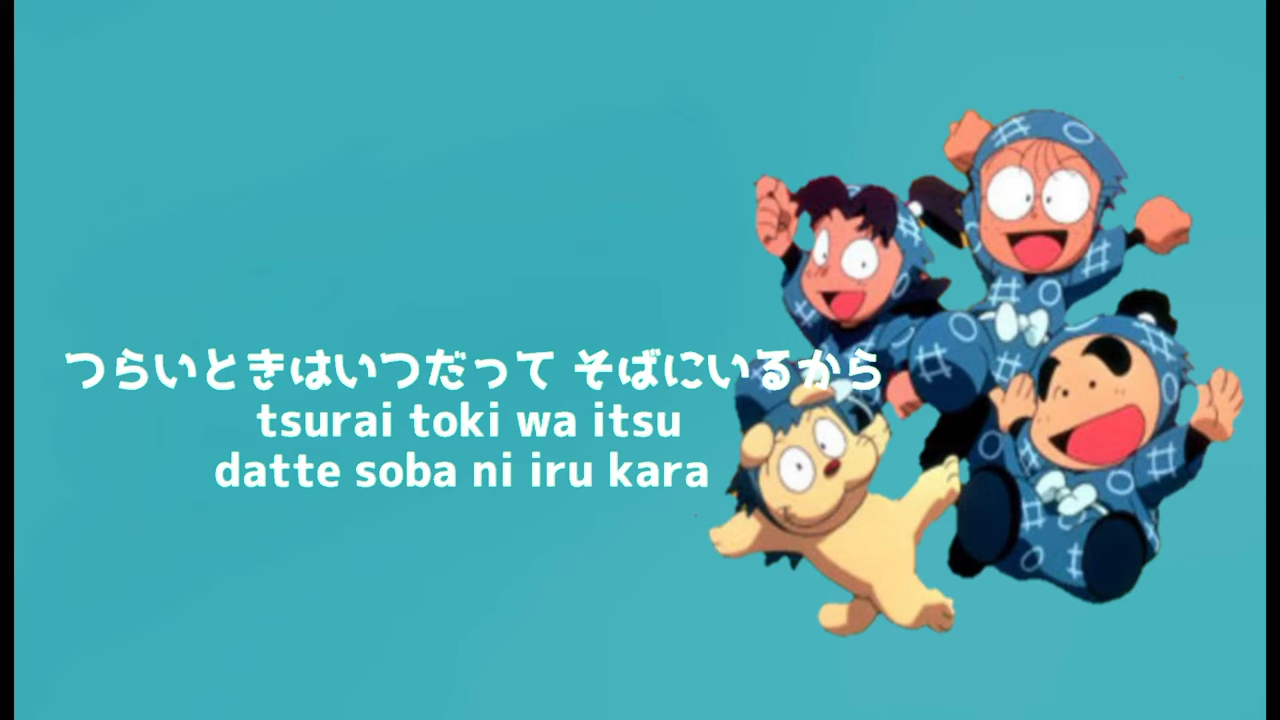 つらいときはいつだって そばにいるから
tsurai toki wa itsu
datte soba ni iru kara